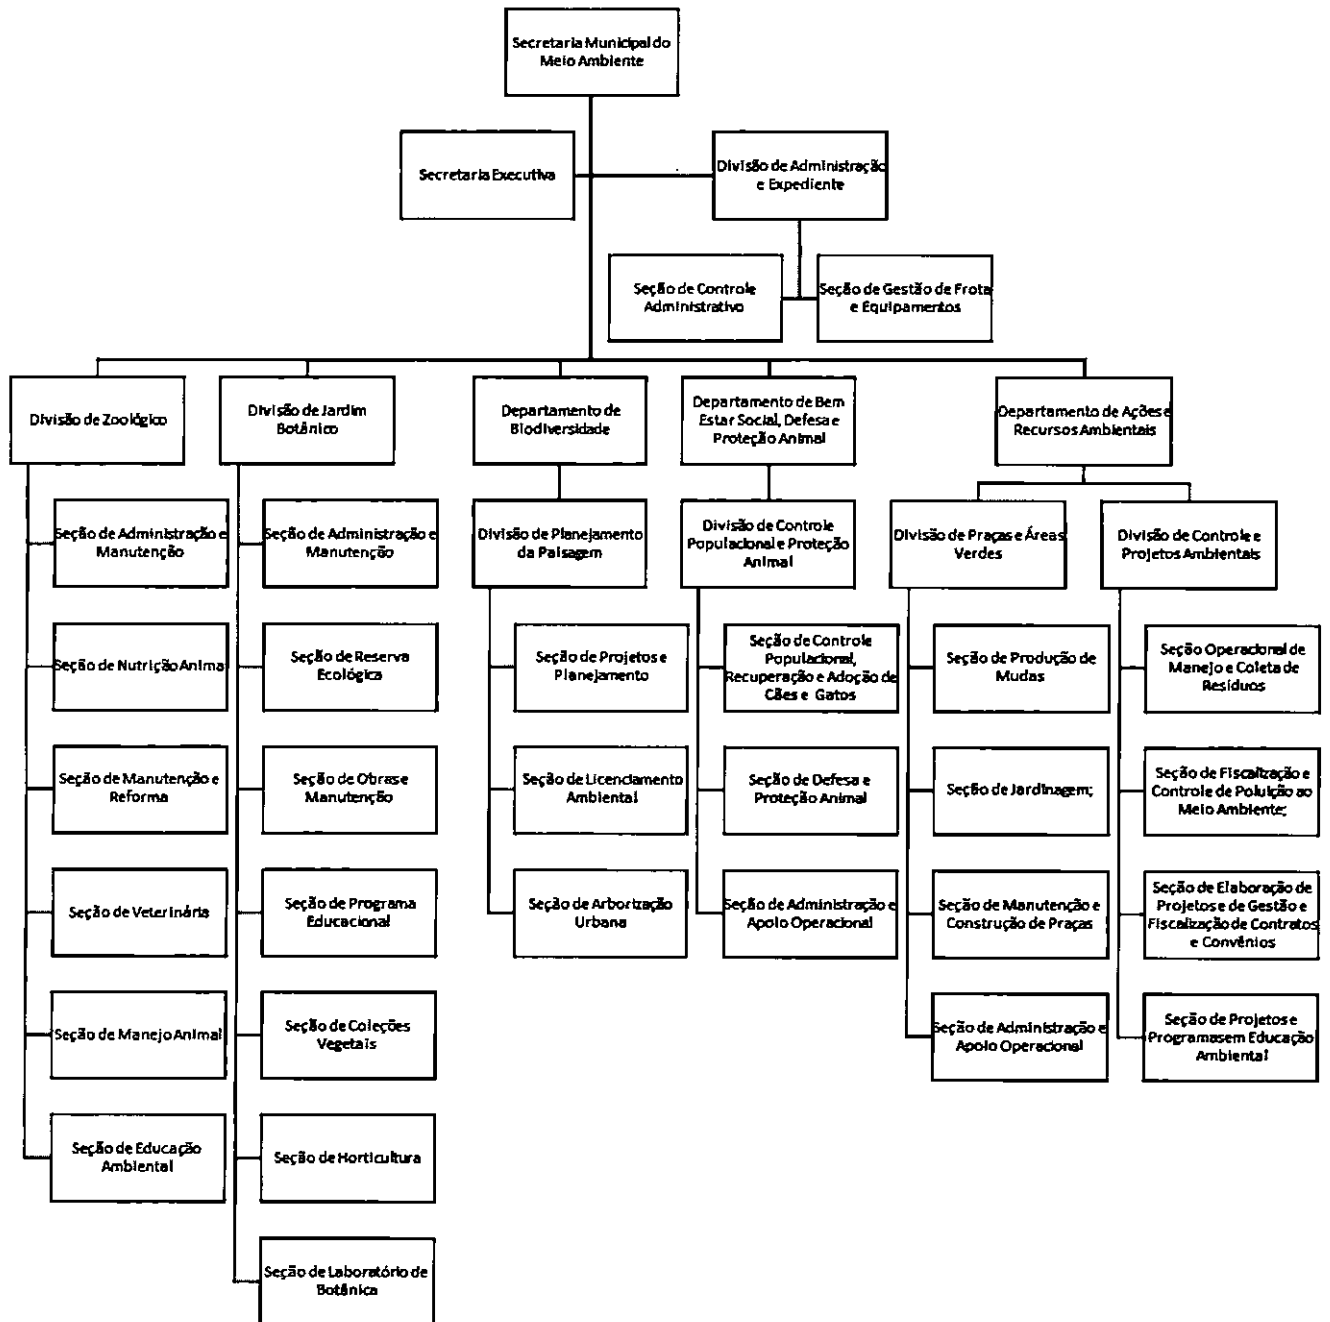 Secretaria Municipal do
Meio Ambiente
Secretaria Executiva
Divisão de Administração
e Expediente
Seção de Controle
Administrativo
Seção de Gestão de Frota
e Equipamentos
Divisão de Zoológico
Divisão de Jardim
Botânico
Departamento de
Biodiversidade
Departamento de Bem
Estar Social, Defesa e
Proteção Animal
Departamento de Ações e
Recursos Ambientais
Seção de Administração e
Manutenção
Seção de Administração e
Manutenção
Divisão de Planejamento
da Paisagem
Divisão de Controle
Populacional e Proteção
Animal
Divisão de Praças e Áreas
Verdes
Divisão de Controle e
Projetos Ambientais
Seção de Nutrição Animal
Seção de Reserva
Ecológica
Seção de Projetos e
Planejamento
Seção de Controle
Populacional,
Recuperação e Adoção de
Cães e Gatos
Seção de Produção de
Mudas
Seção Operacional de
Manejo e Coleta de
Resíduos
Seção de Manutenção e
Reforma
Seção de Obras e
Manutenção
Seção de Licenciamento
Ambiental
Seção de Defesa e
Proteção Animal
Seção de Jardinagem;
Seção de Fiscalização e
Controle de Poluição ao
Meio Ambiente;
Seção de Veterinária
Seção de Programa
Educacional
Seção de Arborização
Urbana
Seção de Administração e
Apoio Operacional
Seção de Manutenção e
Construção de Praças
Seção de Elaboração de
Projetos e de Gestão e
Fiscalização de Contratos
e Convênios
Seção de Manejo Animal
Seção de Coleções
Vegetais
Seção de Administração e
Apoio Operacional
Seção de Projetos e
Programas em Educação
Ambiental
Seção de Educação
Ambiental
Seção de Horticultura
Seção de Laboratório de
Botânica